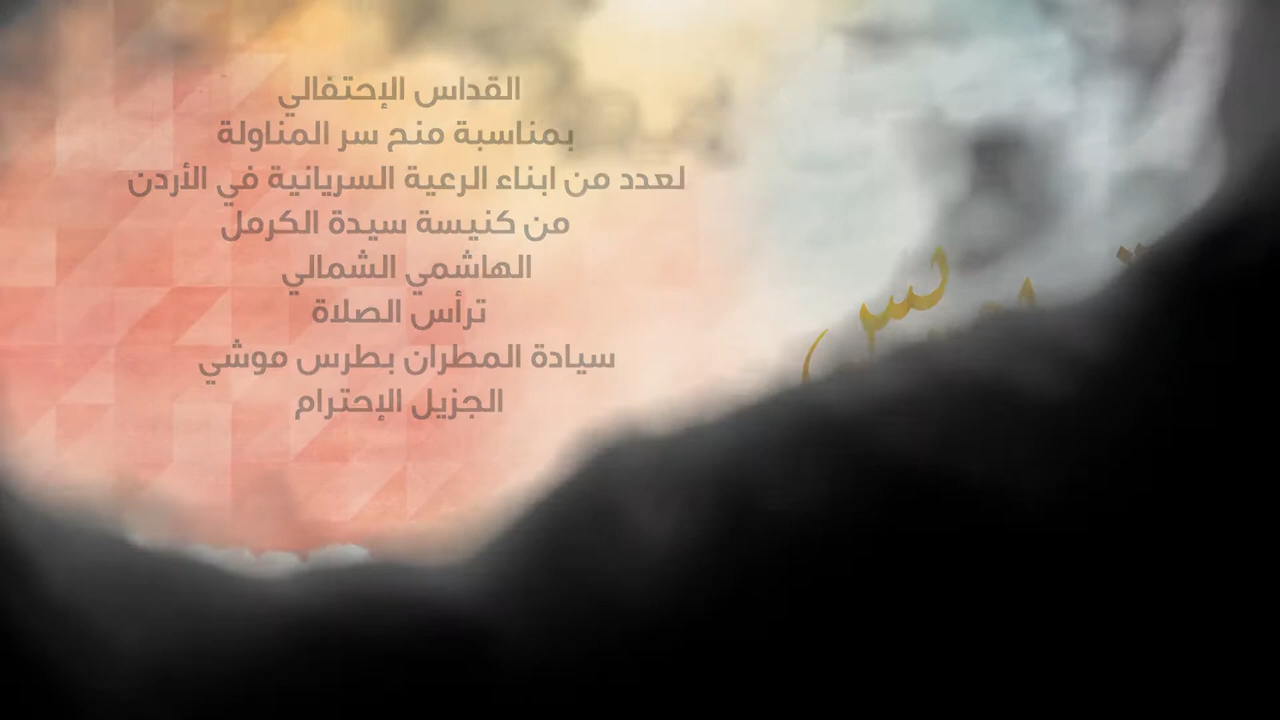 القداس الإحتفالي
بمناسبة منح سر المناولة
لعدد من ابناء الرعية السريانية في الأردن
من كنيسة سيدة الكرمل
الهاشمي الشمالي
ترأس الصلاة
سيادة المطران بطرس موشي
الجزيل الإحترام